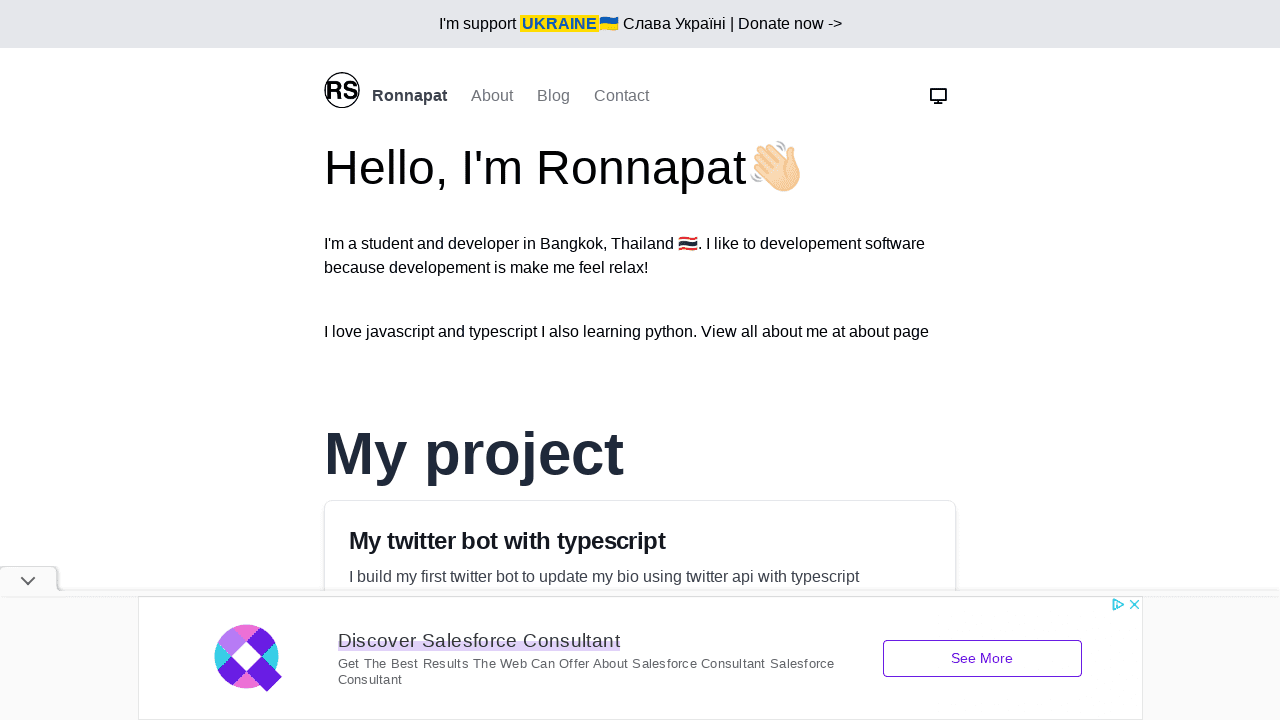 I'm support UKRAINE🇺🇦 Слава Україні | Donate now ->
RS Ronnapat About Blog Contact
Hello, I'm Ronnapat👋🏻
I'm a student and developer in Bangkok, Thailand 🇹🇭. I like to developement software
because developement is make me feel relax!
I love javascript and typescript I also learning python. View all about me at about page
My project
My twitter bot with typescript
I build my first twitter bot to update my bio using twitter api with typescript
Discover Salesforce Consultant
Get The Best Results The Web Can Offer About Salesforce Consultant Salesforce
Consultant
See More